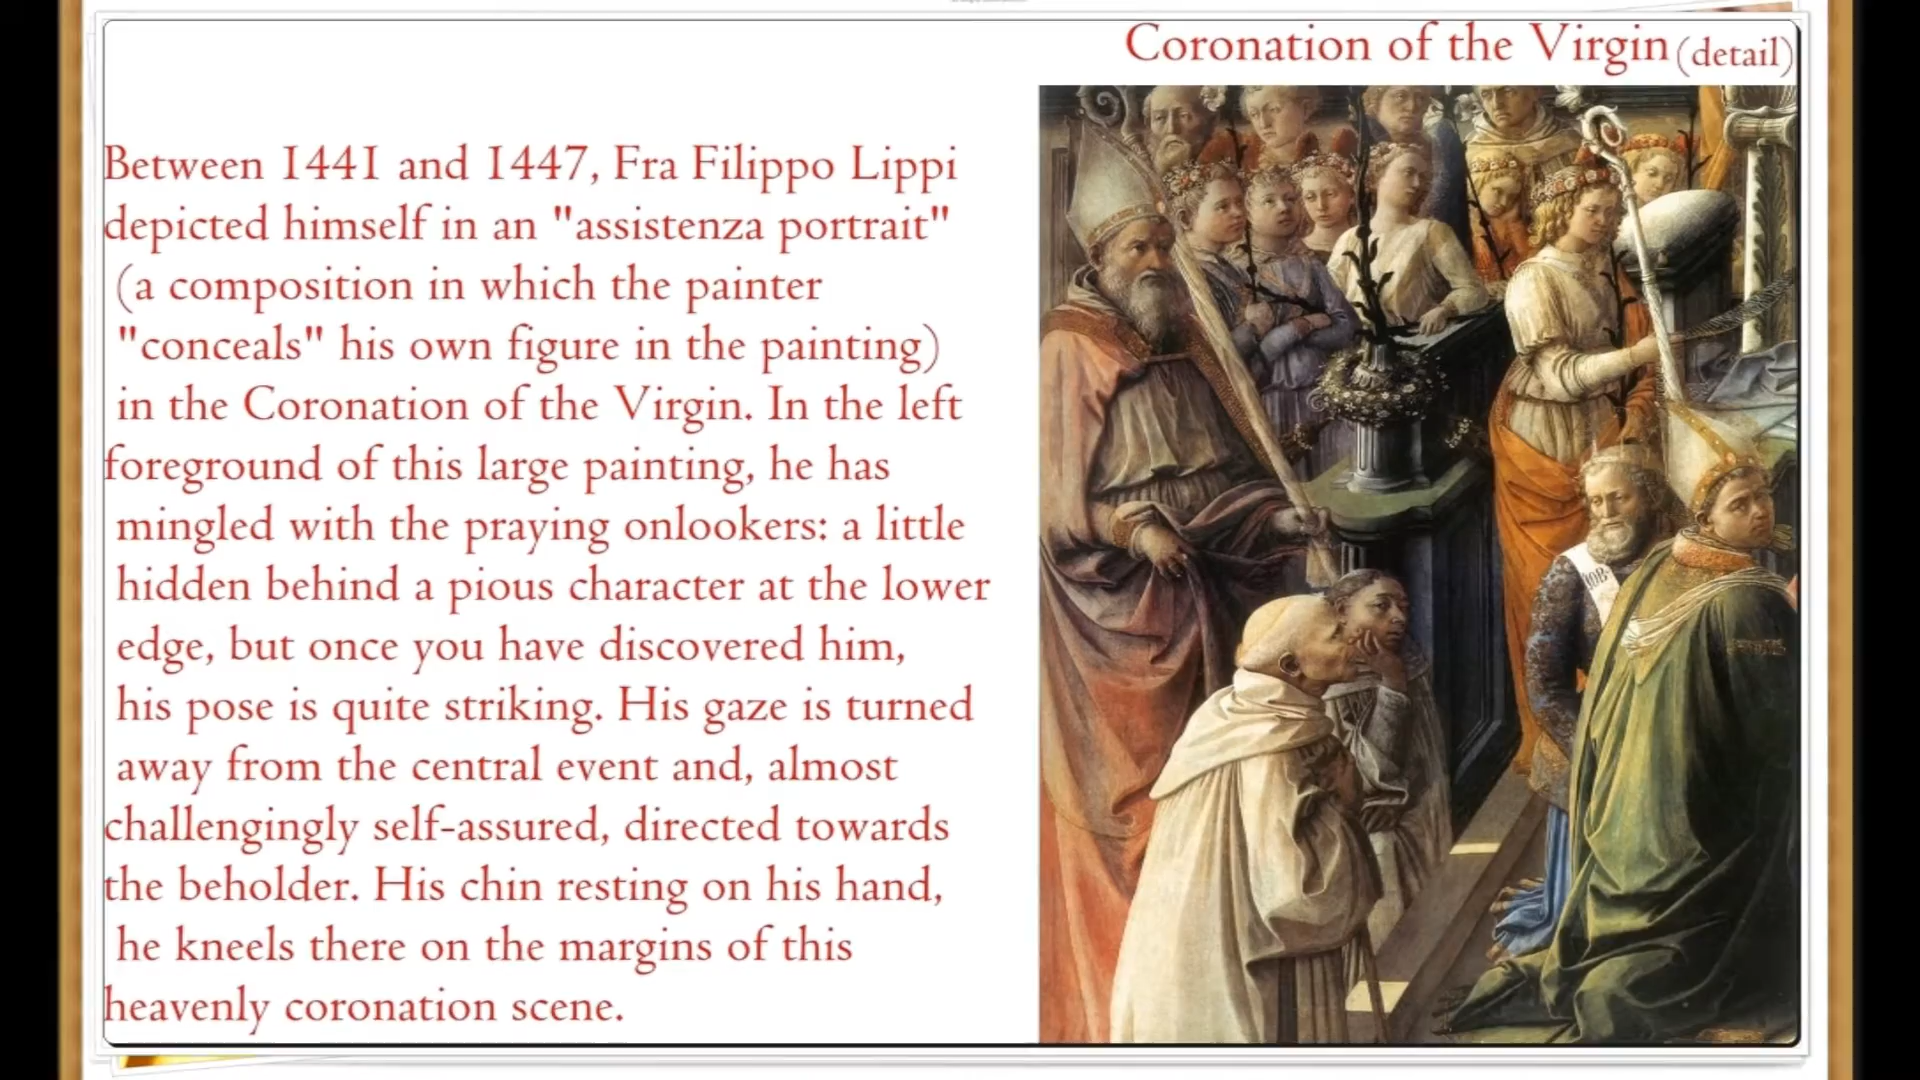 Coronation of the Virgin (detail)
Between 1441 and 1447, Fra Filippo Lippi
depicted himself in an "assistenza portrait"
(a composition in which the painter
"conceals" his own figure in the painting)
in the Coronation of the Virgin. In the left
foreground of this large painting, he has
mingled with the praying onlookers: a little
hidden behind a pious character at the lower
edge, but once you have discovered him,
his pose is quite striking. His gaze is turned
away from the central event and, almost
challengingly self-assured, directed towards
the beholder. His chin resting on his hand,
he kneels there on the margins of this
heavenly coronation scene.
JOB